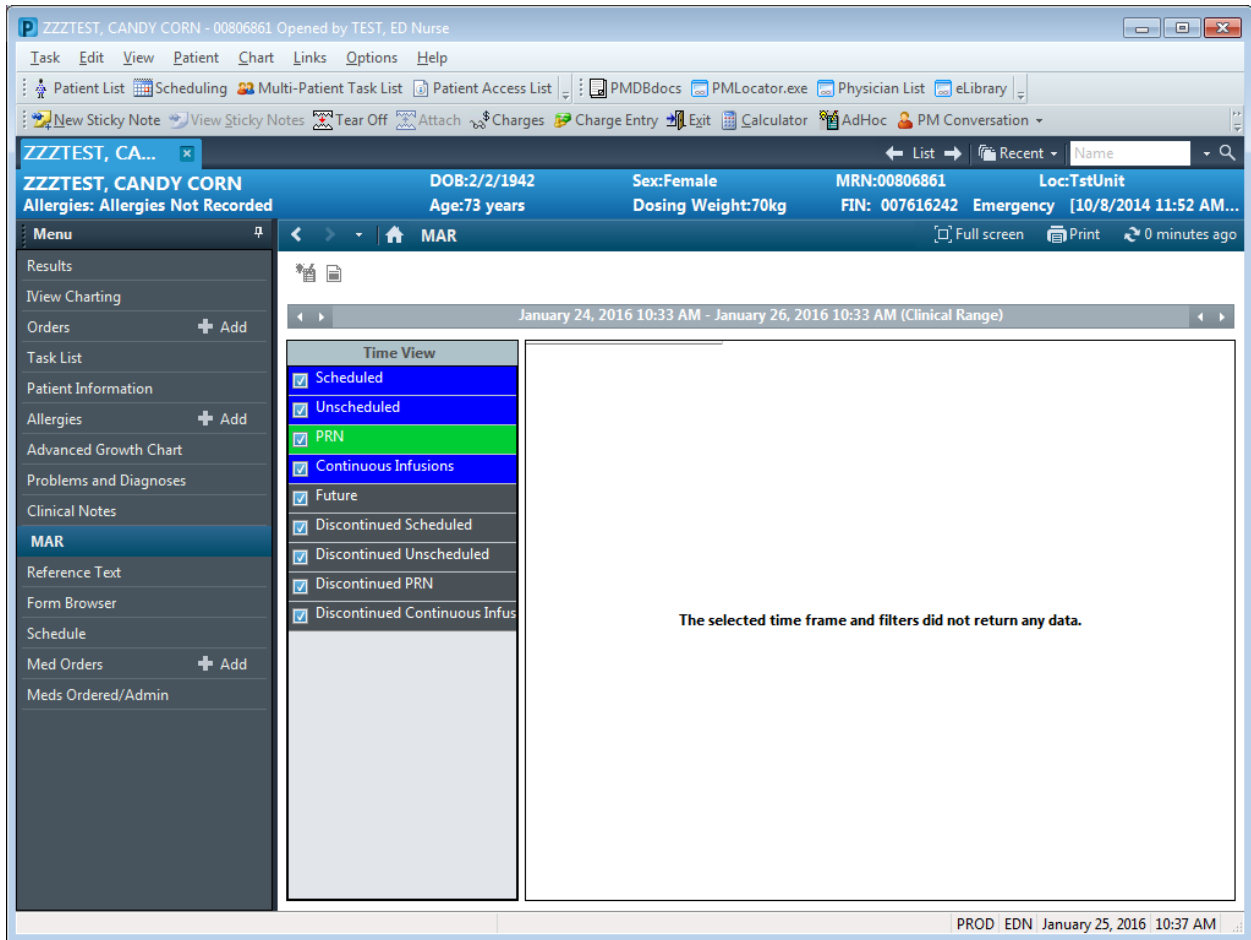 P ZZZTEST, CANDY CORN - 00806861 Opened by TEST, ED Nurse
Task Edit View Patient Chart Links Options Help
Patient List Scheduling Multi-Patient Task List Patient Access List PMDBdocs PMLocator.exe Physician List eLibrary
New Sticky Note View Sticky Notes Tear Off Attach Charges Charge Entry Exit Calculator AdHoc PM Conversation
ZZZTEST, CA... List Recent Name
ZZZTEST, CANDY CORN DOB:2/2/1942 Sex:Female MRN:00806861 Loc:TstUnit
Allergies: Allergies Not Recorded Age:73 years Dosing Weight:70kg FIN: 007616242 Emergency [10/8/2014 11:52 AM...
Menu MAR Full screen Print 0 minutes ago
Results
IView Charting
Orders + Add
Task List
Patient Information
Allergies + Add
Advanced Growth Chart
Problems and Diagnoses
Clinical Notes
MAR
Reference Text
Form Browser
Schedule
Med Orders + Add
Meds Ordered/Admin
January 24, 2016 10:33 AM - January 26, 2016 10:33 AM (Clinical Range)
Time View
Scheduled
Unscheduled
PRN
Continuous Infusions
Future
Discontinued Scheduled
Discontinued Unscheduled
Discontinued PRN
Discontinued Continuous Infus
The selected time frame and filters did not return any data.
PROD EDN January 25, 2016 10:37 AM